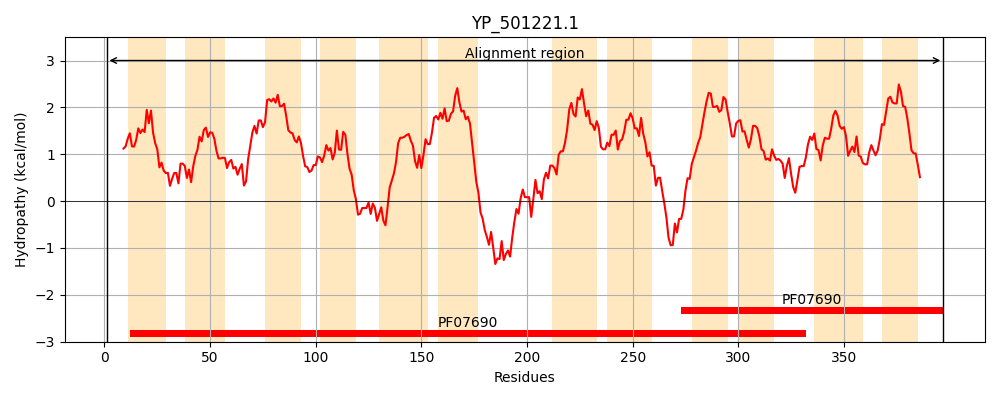 YP_501221.1
Alignment region
Hydropathy (kcal/mol)
3
2
1
0
−1
−2
−3
PF07690
PF07690
0 50 100 150 200 250 300 350
Residues